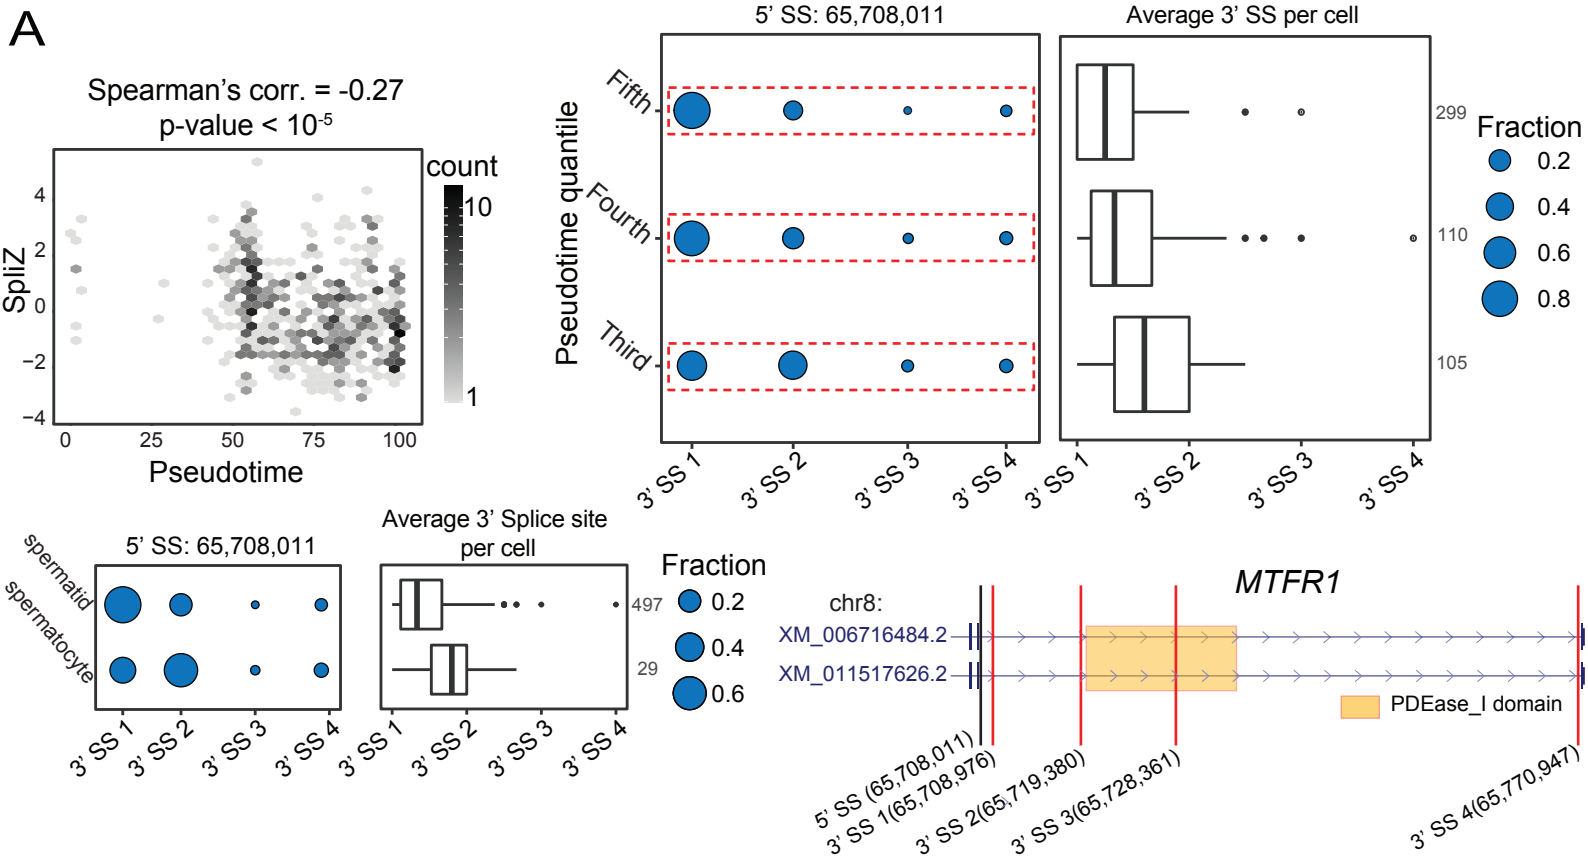 A
Spearman's corr. = -0.27
p-value < 10-5
count
10
1
SpliZ
4
2
0
−2
−4
0 25 50 75 100
Pseudotime
5' SS: 65,708,011
Pseudotime quantile
Fifth
Fourth
Third
3' SS 1 3' SS 2 3' SS 3 3' SS 4
Average 3' SS per cell
299
110
105
3' SS 1 3' SS 2 3' SS 3 3' SS 4
Fraction
0.2
0.4
0.6
0.8
5' SS: 65,708,011
spermatid
spermatocyte
3' SS 1 3' SS 2 3' SS 3 3' SS 4
Average 3' Splice site
per cell
497
29
3' SS 1 3' SS 2 3' SS 3 3' SS 4
Fraction
0.2
0.4
0.6
MTFR1
chr8:
XM_006716484.2
XM_011517626.2
PDEase_I domain
5' SS (65,708,011)
3' SS 1(65,708,976)
3' SS 2(65,719,380)
3' SS 3(65,728,361)
3' SS 4(65,770,947)